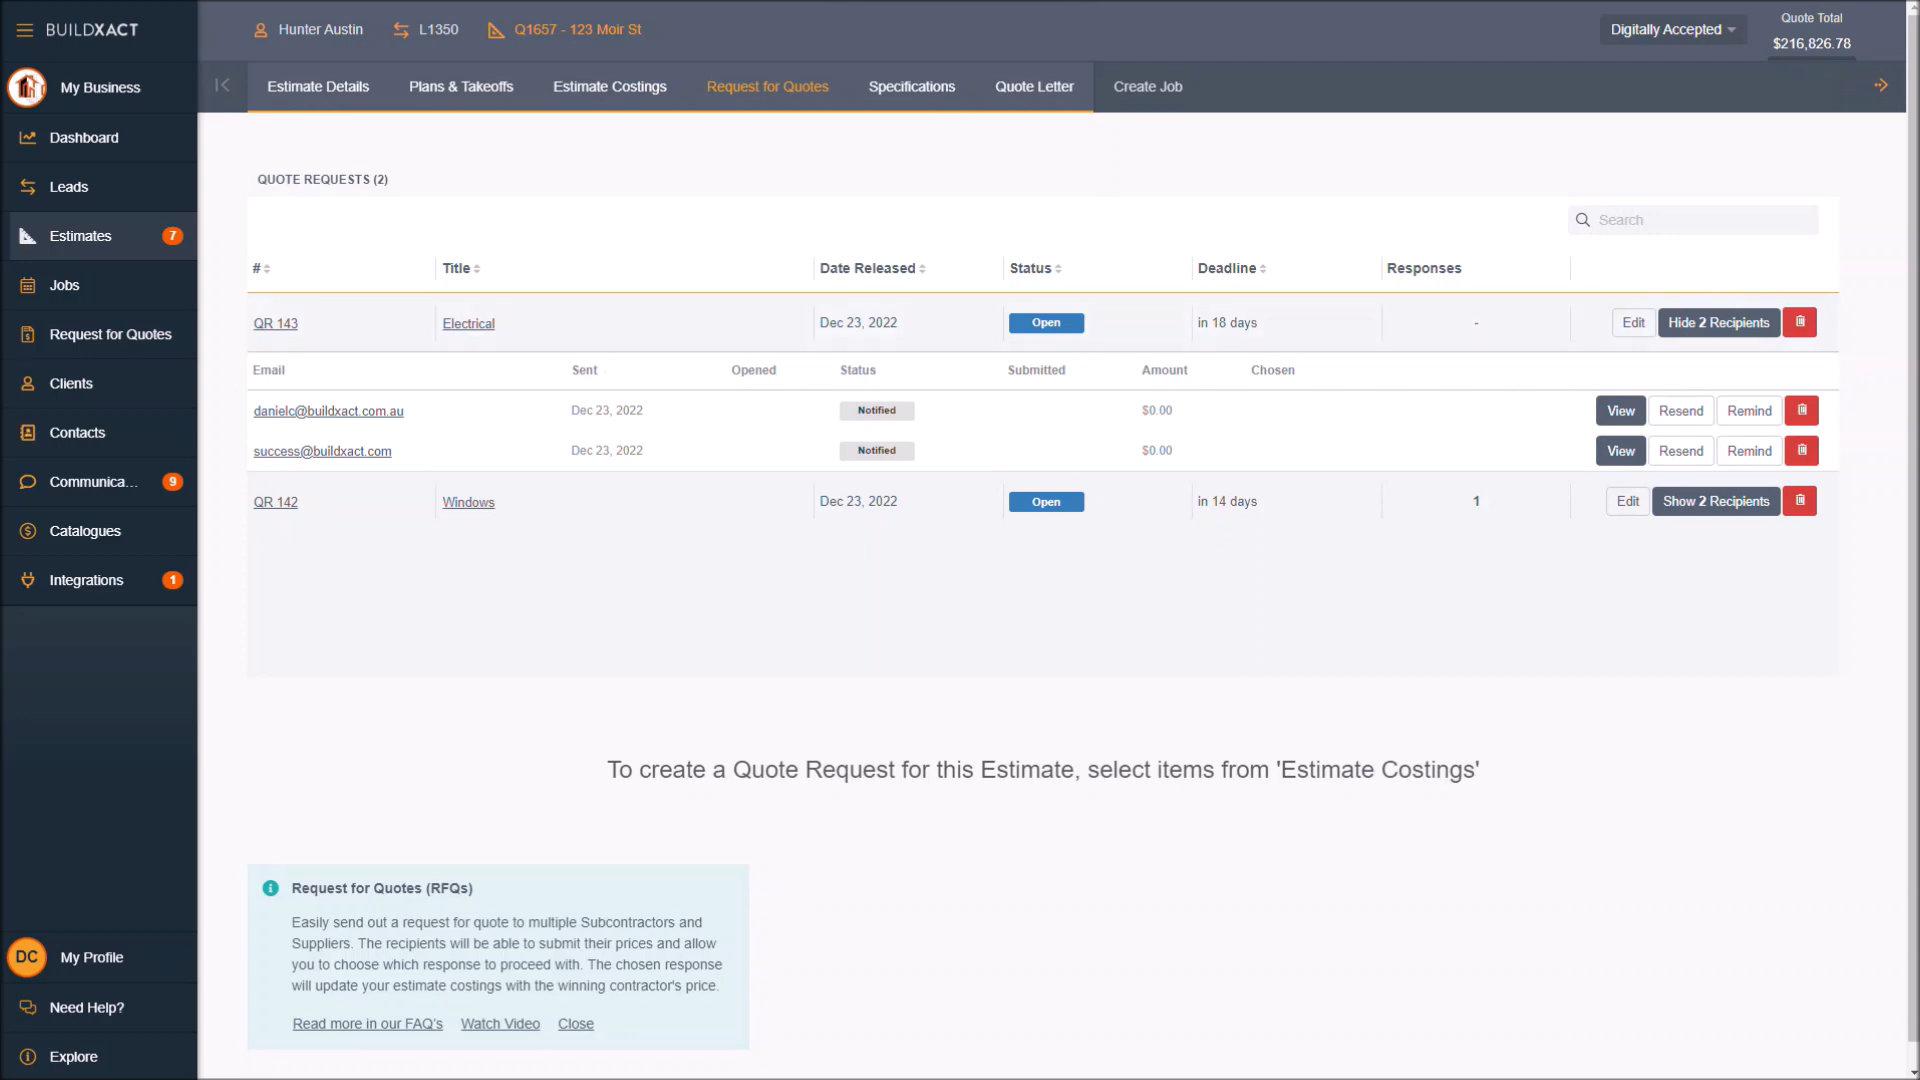 BUILDXACT
Hunter Austin
L1350
Q1657 - 123 Moir St
Digitally Accepted
Quote Total
$216,826.78
My Business
Estimate Details
Plans & Takeoffs
Estimate Costings
Request for Quotes
Specifications
Quote Letter
Create Job
Dashboard
Leads
Estimates
7
Jobs
Request for Quotes
Clients
Contacts
Communica...
9
Catalogues
Integrations
1
My Profile
DC
Need Help?
Explore
QUOTE REQUESTS (2)
Search
# Title Date Released Status Deadline Responses
QR 143 Electrical Dec 23, 2022 Open in 18 days - Edit Hide 2 Recipients
Email Sent Opened Status Submitted Amount Chosen
danielc@buildxact.com.au Dec 23, 2022 Notified $0.00 View Resend Remind
success@buildxact.com Dec 23, 2022 Notified $0.00 View Resend Remind
QR 142 Windows Dec 23, 2022 Open in 14 days 1 Edit Show 2 Recipients
To create a Quote Request for this Estimate, select items from 'Estimate Costings'
Request for Quotes (RFQs)
Easily send out a request for quote to multiple Subcontractors and
Suppliers. The recipients will be able to submit their prices and allow
you to choose which response to proceed with. The chosen response
will update your estimate costings with the winning contractor's price.
Read more in our FAQ's Watch Video Close